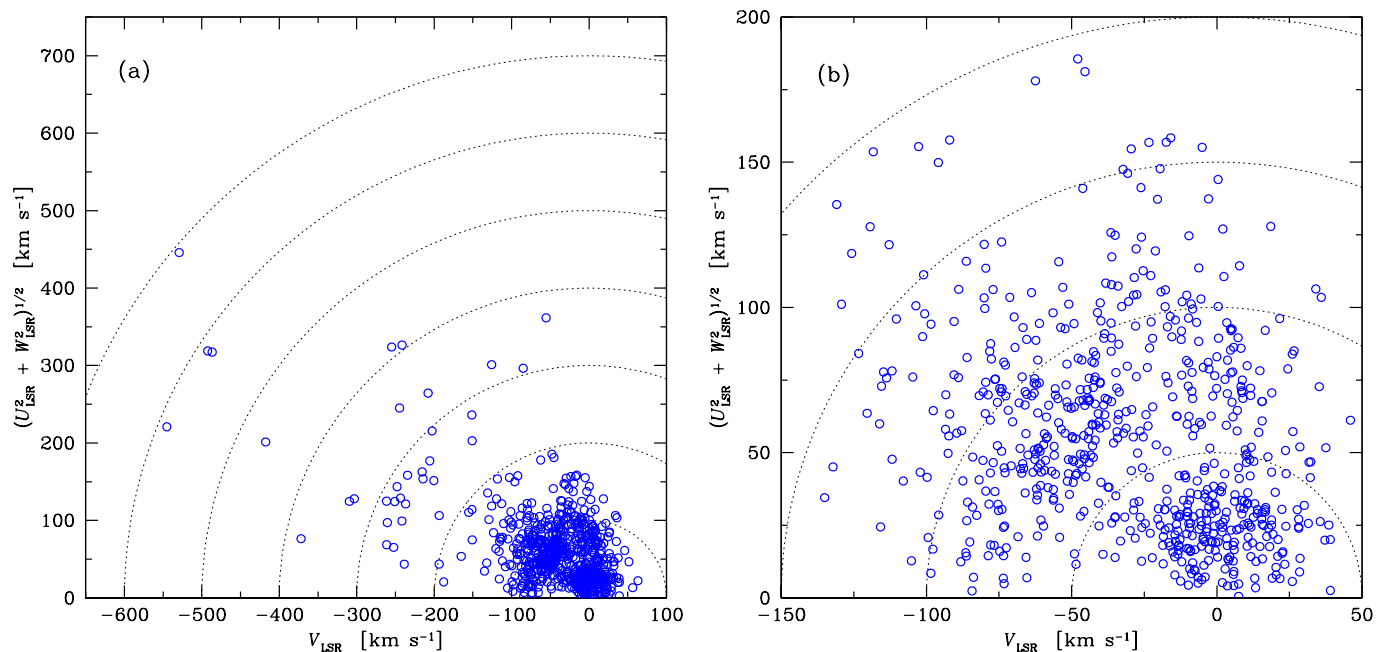 (a)
700
600
500
400
300
200
100
0
(U²LSR + W²LSR)^1/2 [km s⁻¹]
−600 −500 −400 −300 −200 −100 0 100
VLSR [km s⁻¹]
(b)
200
150
100
50
0
(U²LSR + W²LSR)^1/2 [km s⁻¹]
−150 −100 −50 0 50
VLSR [km s⁻¹]